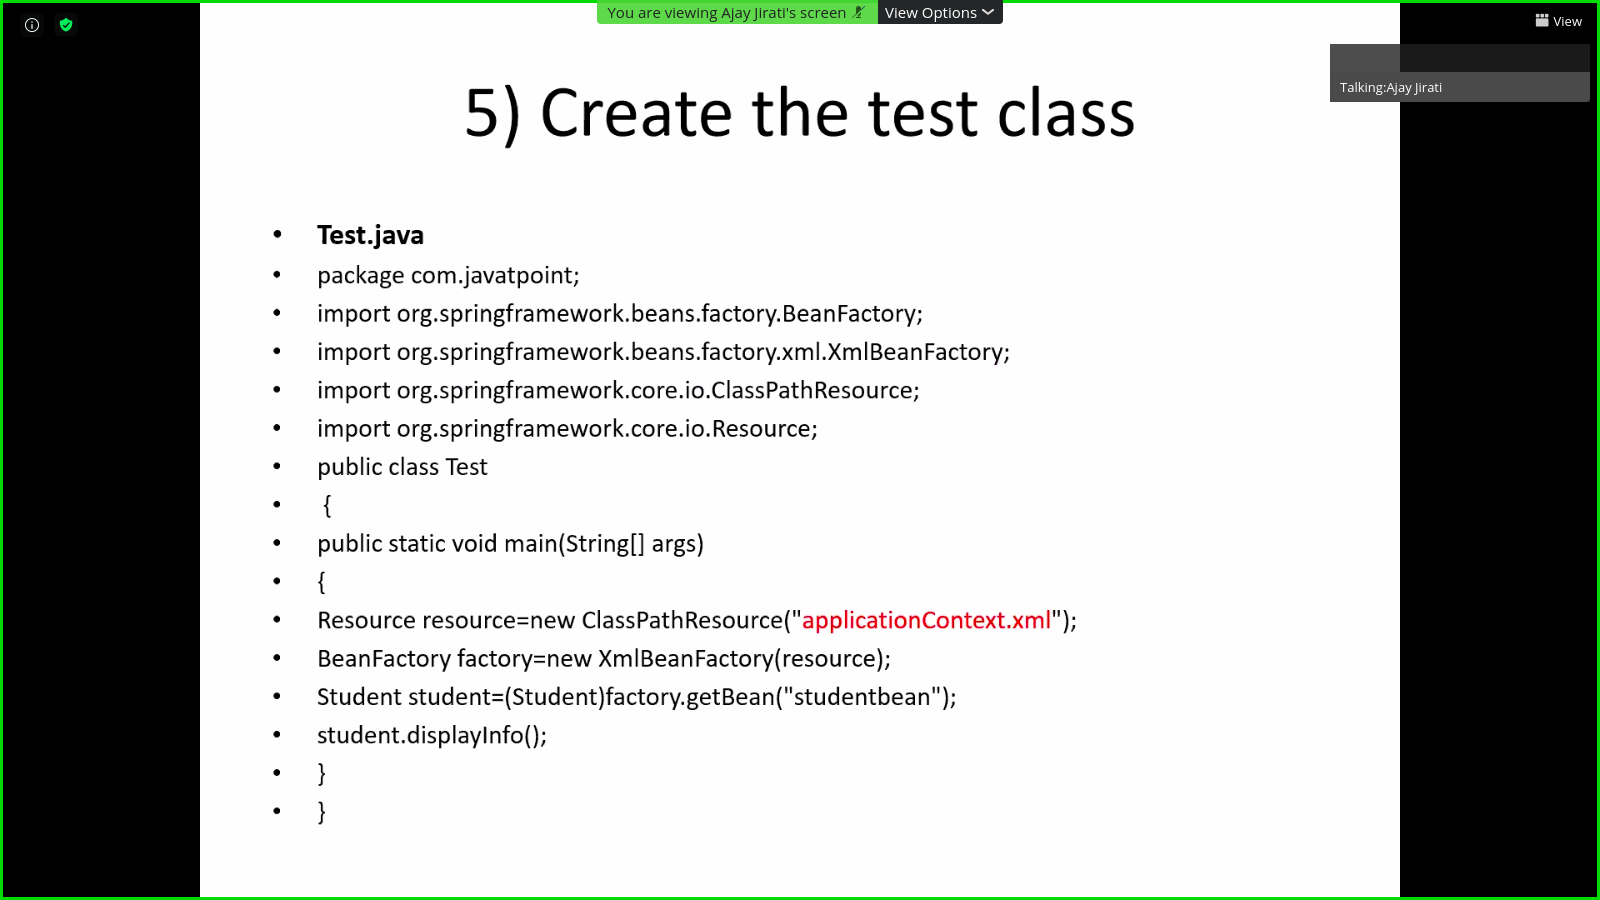 You are viewing Ajay Jirati's screen
View Options
View
Talking:Ajay Jirati
5) Create the test class
• Test.java
• package com.javatpoint;
• import org.springframework.beans.factory.BeanFactory;
• import org.springframework.beans.factory.xml.XmlBeanFactory;
• import org.springframework.core.io.ClassPathResource;
• import org.springframework.core.io.Resource;
• public class Test
• {
• public static void main(String[] args)
• {
• Resource resource=new ClassPathResource("applicationContext.xml");
• BeanFactory factory=new XmlBeanFactory(resource);
• Student student=(Student)factory.getBean("studentbean");
• student.displayInfo();
• }
• }